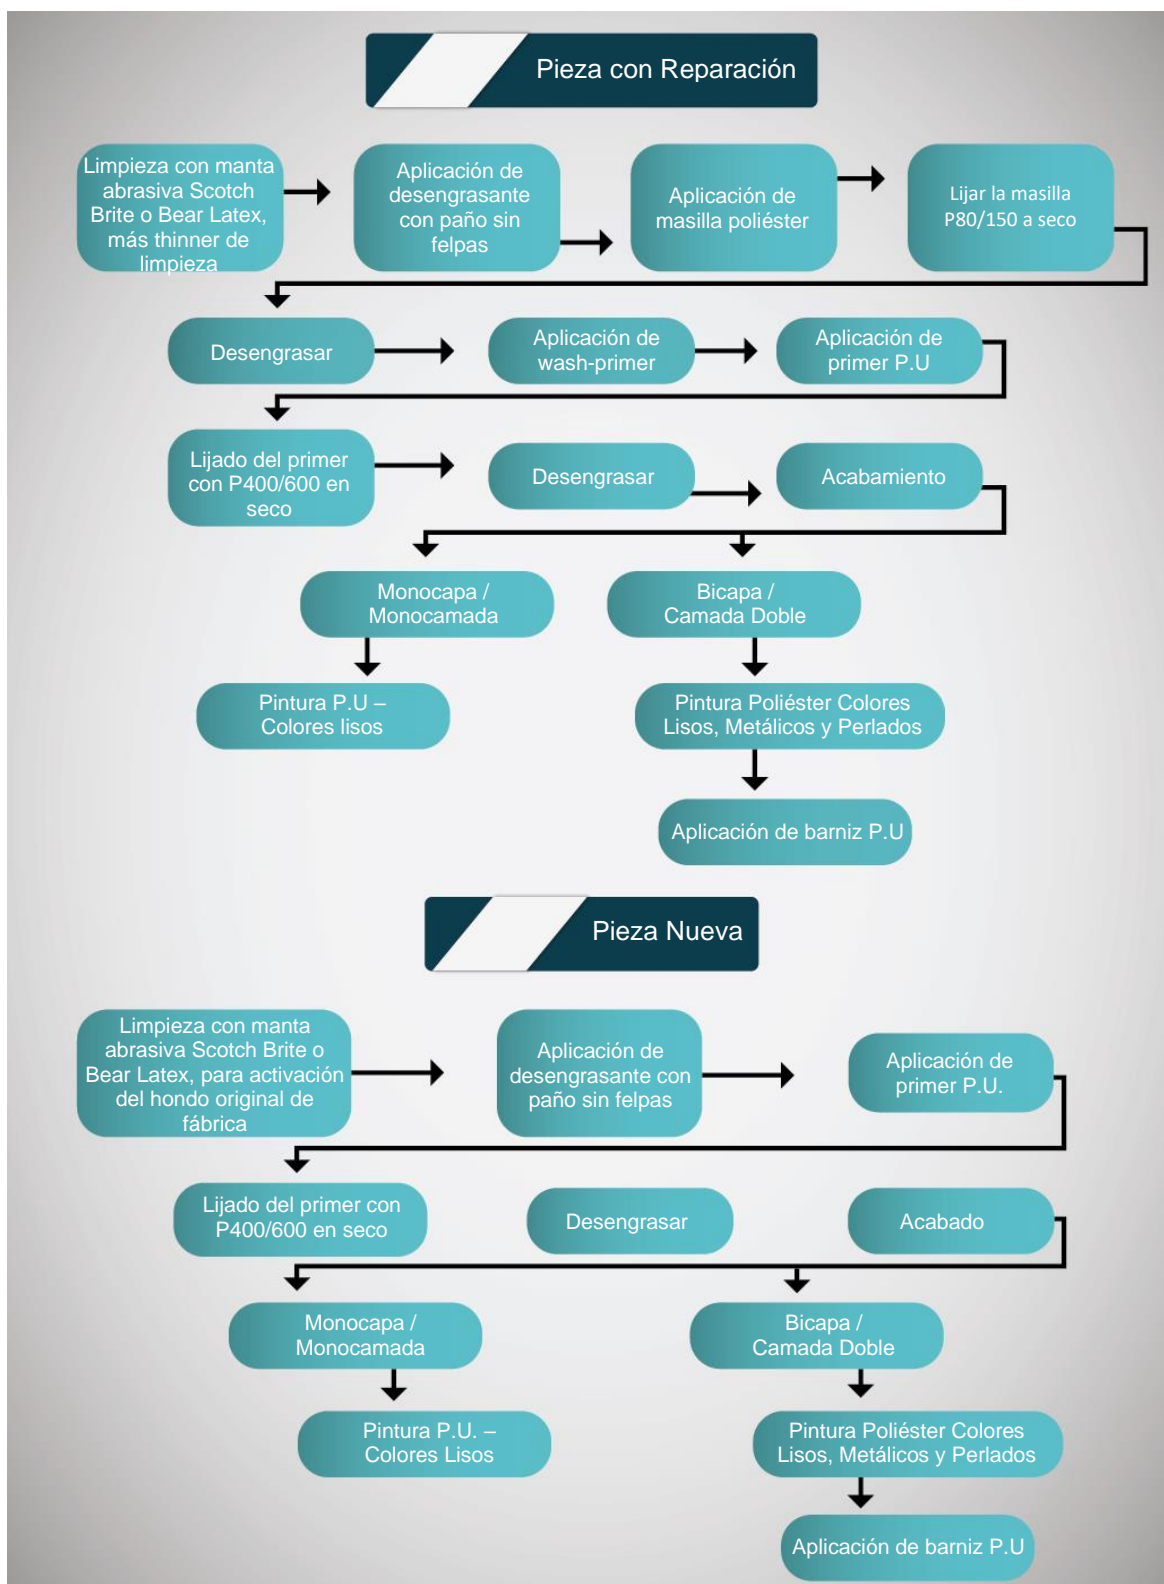 Pieza con Reparación
Limpieza con manta
abrasiva Scotch
Brite o Bear Latex,
más thinner de
limpieza
Aplicación de
desengrasante
con paño sin
felpas
Aplicación de
masilla poliéster
Lijar la masilla
P80/150 a seco
Desengrasar
Aplicación de
wash-primer
Aplicación de
primer P.U
Lijado del primer
con P400/600 en
seco
Desengrasar
Acabamiento
Monocapa /
Monocamada
Bicapa /
Camada Doble
Pintura P.U –
Colores lisos
Pintura Poliéster Colores
Lisos, Metálicos y Perlados
Aplicación de barniz P.U
Pieza Nueva
Limpieza con manta
abrasiva Scotch Brite o
Bear Latex, para activación
del hondo original de
fábrica
Aplicación de
desengrasante con
paño sin felpas
Aplicación de
primer P.U.
Lijado del primer con
P400/600 en seco
Desengrasar
Acabado
Monocapa /
Monocamada
Bicapa /
Camada Doble
Pintura P.U. –
Colores Lisos
Pintura Poliéster Colores
Lisos, Metálicos y Perlados
Aplicación de barniz P.U